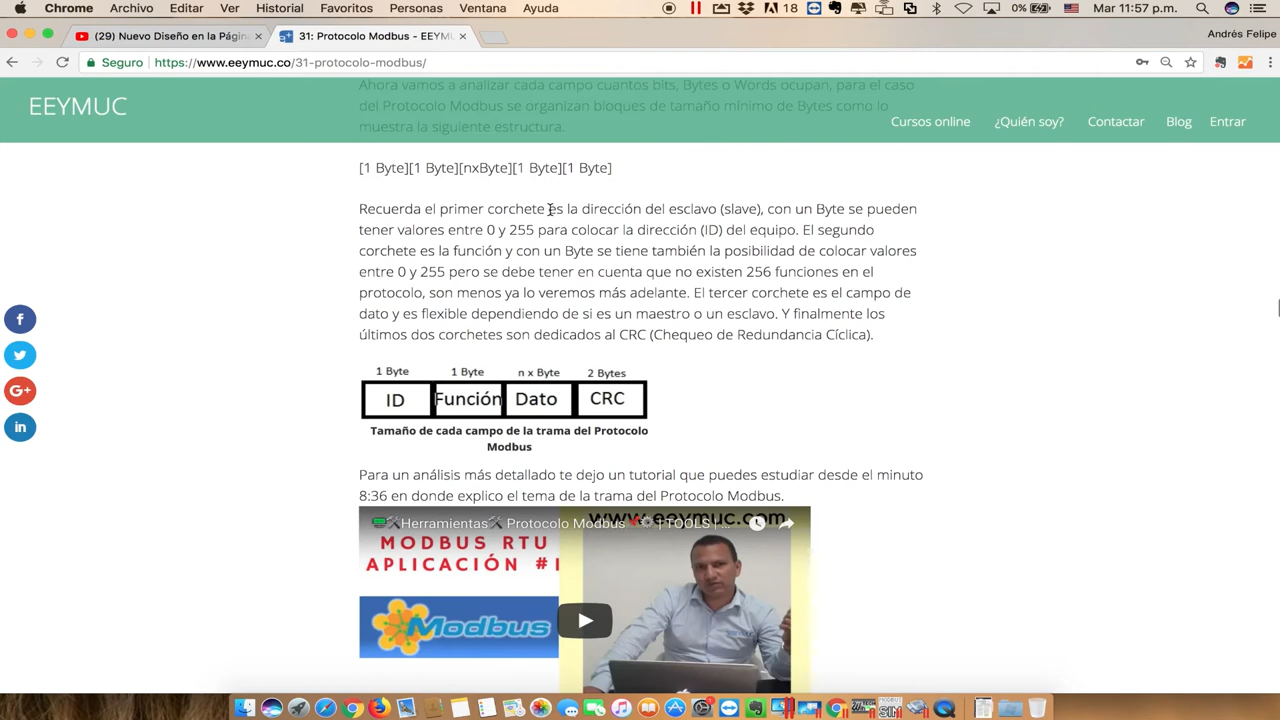 Chrome Archivo Editar Ver Historial Favoritos Personas Ventana Ayuda 18 0% Mar 11:57 p.m.
(29) Nuevo Diseño en la Págin × 31: Protocolo Modbus - EEYMU × Andrés Felipe
Seguro https://www.eeymuc.co/31-protocolo-modbus/
Ahora vamos a analizar cada campo cuantos bits, Bytes o Words ocupan, para el caso
EEYMUC
del Protocolo Modbus se organizan bloques de tamaño mínimo de Bytes como lo
Cursos online ¿Quién soy? Contactar Blog Entrar
muestra la siguiente estructura.
[1 Byte][1 Byte][nxByte][1 Byte][1 Byte]
Recuerda el primer corchete es la dirección del esclavo (slave), con un Byte se pueden
tener valores entre 0 y 255 para colocar la dirección (ID) del equipo. El segundo
corchete es la función y con un Byte se tiene también la posibilidad de colocar valores
entre 0 y 255 pero se debe tener en cuenta que no existen 256 funciones en el
protocolo, son menos ya lo veremos más adelante. El tercer corchete es el campo de
dato y es flexible dependiendo de si es un maestro o un esclavo. Y finalmente los
últimos dos corchetes son dedicados al CRC (Chequeo de Redundancia Cíclica).
1 Byte 1 Byte n x Byte 2 Bytes
ID Función Dato CRC
Tamaño de cada campo de la trama del Protocolo
Modbus
Para un análisis más detallado te dejo un tutorial que puedes estudiar desde el minuto
8:36 en donde explico el tema de la trama del Protocolo Modbus.
www.eeymuc.com
Herramientas Protocolo Modbus | TOOLS | ...
MODBUS RTU
APLICACIÓN #1
Modbus
f
G+
in